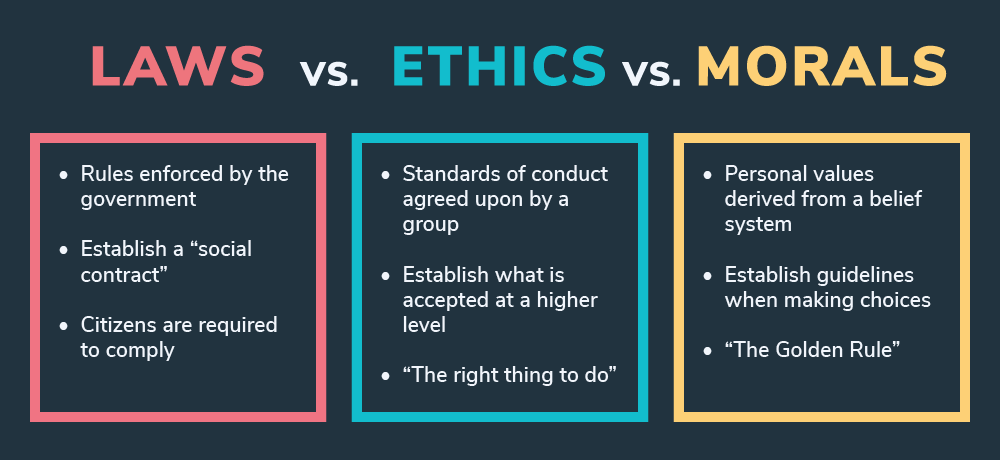 LAWS vs. ETHICS vs. MORALS
• Rules enforced by the
government
• Establish a “social
contract”
• Citizens are required
to comply
• Standards of conduct
agreed upon by a
group
• Establish what is
accepted at a higher
level
• “The right thing to do”
• Personal values
derived from a belief
system
• Establish guidelines
when making choices
• “The Golden Rule”